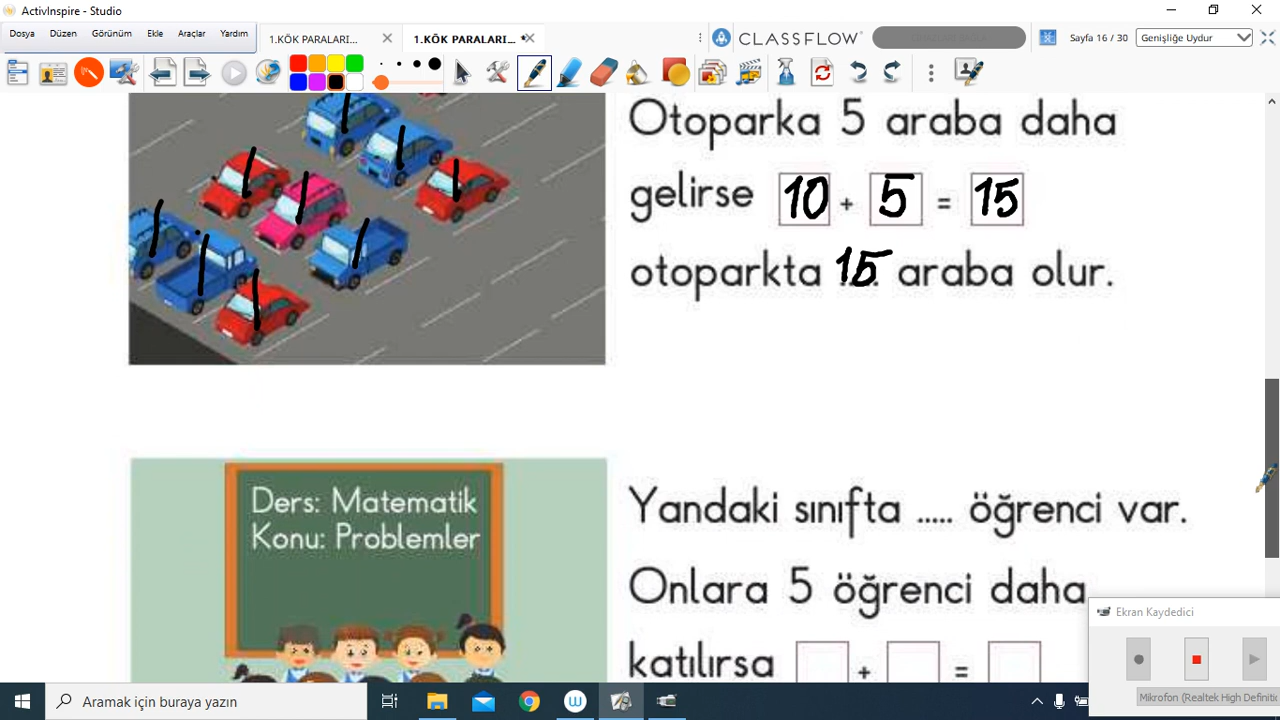 ActivInspire - Studio
Dosya Düzen Görünüm Ekle Araçlar Yardım
1.KÖK PARALARI...
1.KÖK PARALARI... *
CLASSFLOW
Sayfa 16 / 30
Genişliğe Uydur
Otoparka 5 araba daha
gelirse 10 + 5 = 15
otoparkta 15 araba olur.
Ders: Matematik
Konu: Problemler
Yandaki sınıfta ..... öğrenci var.
Onlara 5 öğrenci daha
katılırsa + =
Ekran Kaydedici
Mikrofon (Realtek High Definitic
Aramak için buraya yazın